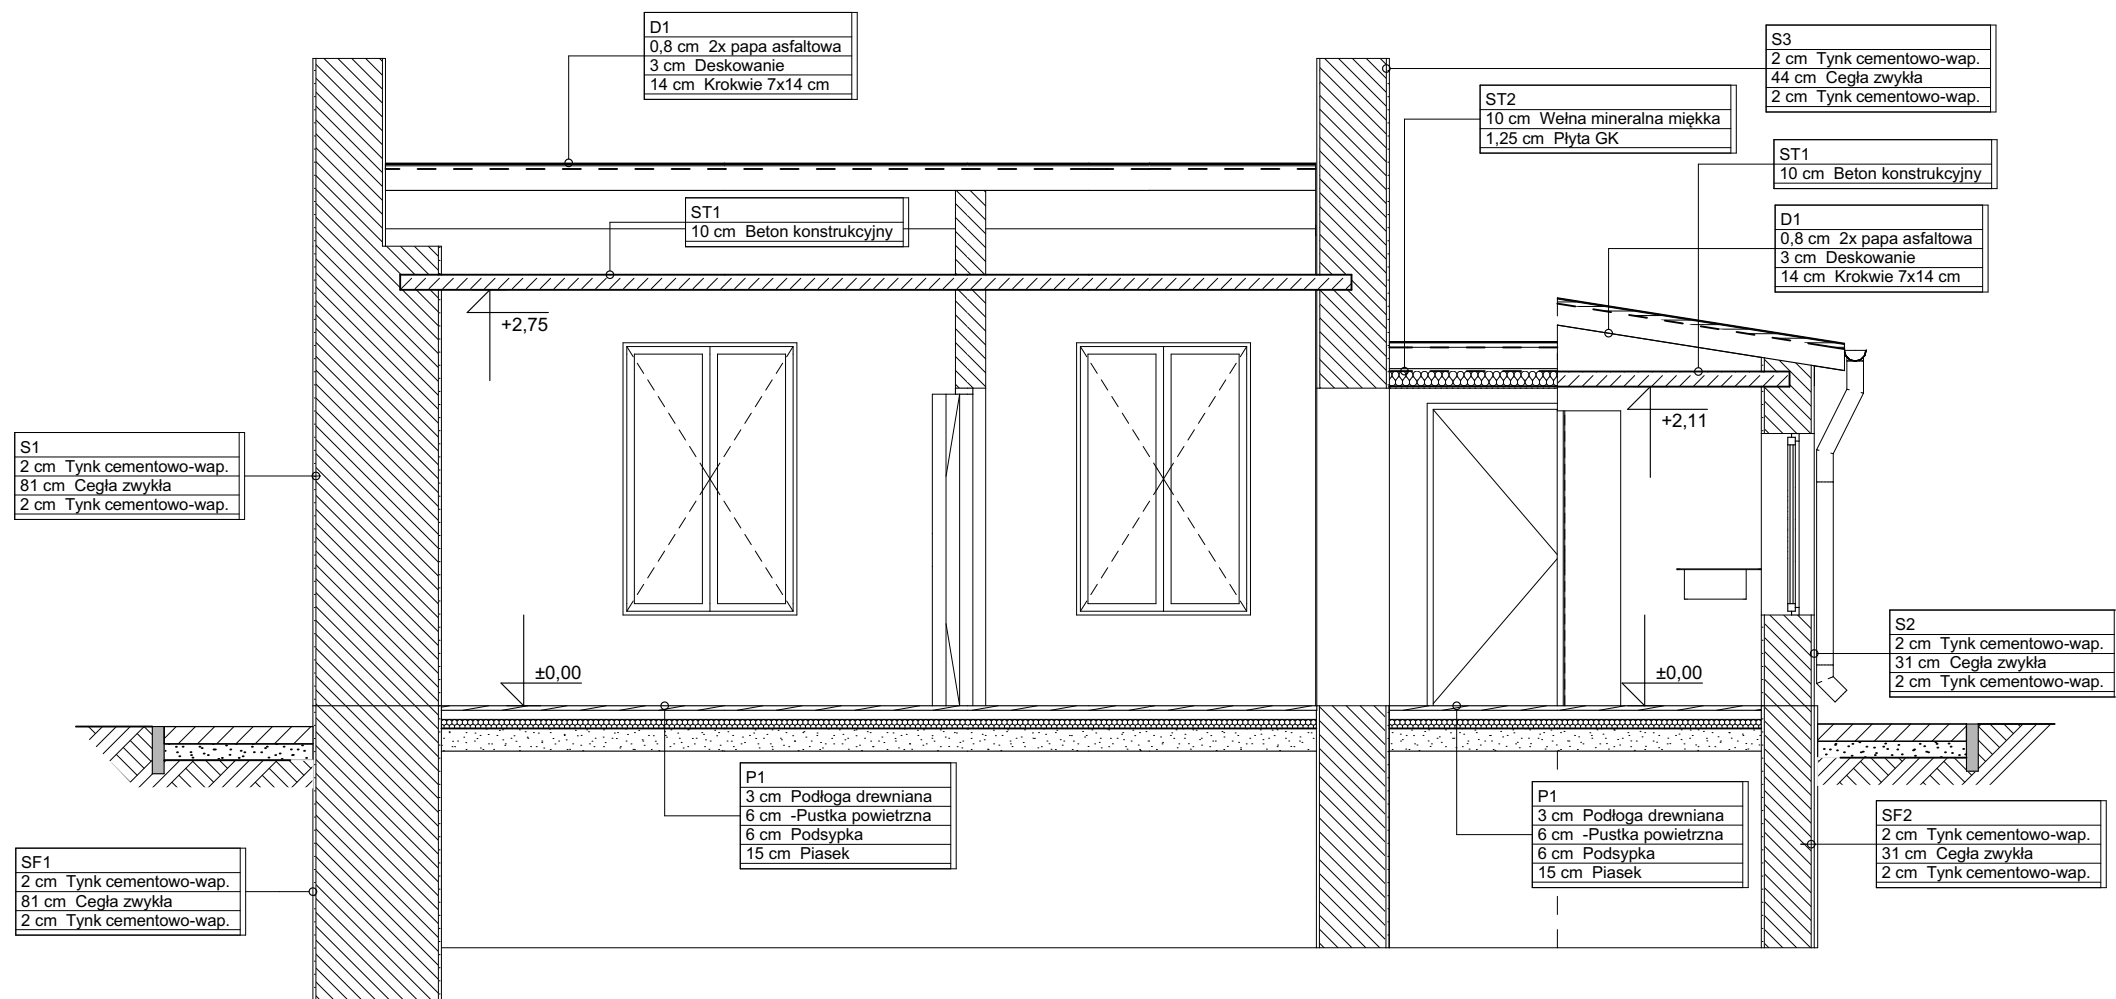 D1
0,8 cm 2x papa asfaltowa
3 cm Deskowanie
14 cm Krokwie 7x14 cm
S3
2 cm Tynk cementowo-wap.
44 cm Cegła zwykła
2 cm Tynk cementowo-wap.
ST2
10 cm Wełna mineralna miękka
1,25 cm Płyta GK
ST1
10 cm Beton konstrukcyjny
ST1
10 cm Beton konstrukcyjny
D1
0,8 cm 2x papa asfaltowa
3 cm Deskowanie
14 cm Krokwie 7x14 cm
+2,75
+2,11
S1
2 cm Tynk cementowo-wap.
81 cm Cegła zwykła
2 cm Tynk cementowo-wap.
S2
2 cm Tynk cementowo-wap.
31 cm Cegła zwykła
2 cm Tynk cementowo-wap.
±0,00
±0,00
P1
3 cm Podłoga drewniana
6 cm -Pustka powietrzna
6 cm Podsypka
15 cm Piasek
P1
3 cm Podłoga drewniana
6 cm -Pustka powietrzna
6 cm Podsypka
15 cm Piasek
SF2
2 cm Tynk cementowo-wap.
31 cm Cegła zwykła
2 cm Tynk cementowo-wap.
SF1
2 cm Tynk cementowo-wap.
81 cm Cegła zwykła
2 cm Tynk cementowo-wap.